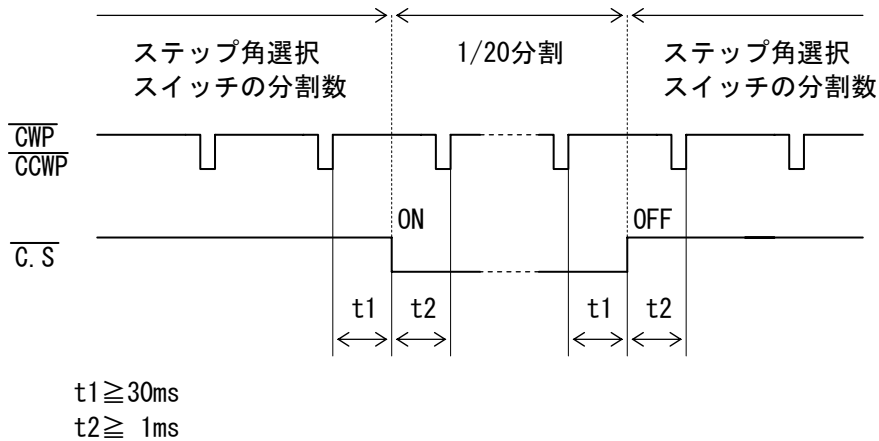 ステップ角選択
スイッチの分割数
1/20分割
ステップ角選択
スイッチの分割数
CWP
CCWP
ON
OFF
C.S
t1
t2
t1
t2
t1≧30ms
t2≧ 1ms